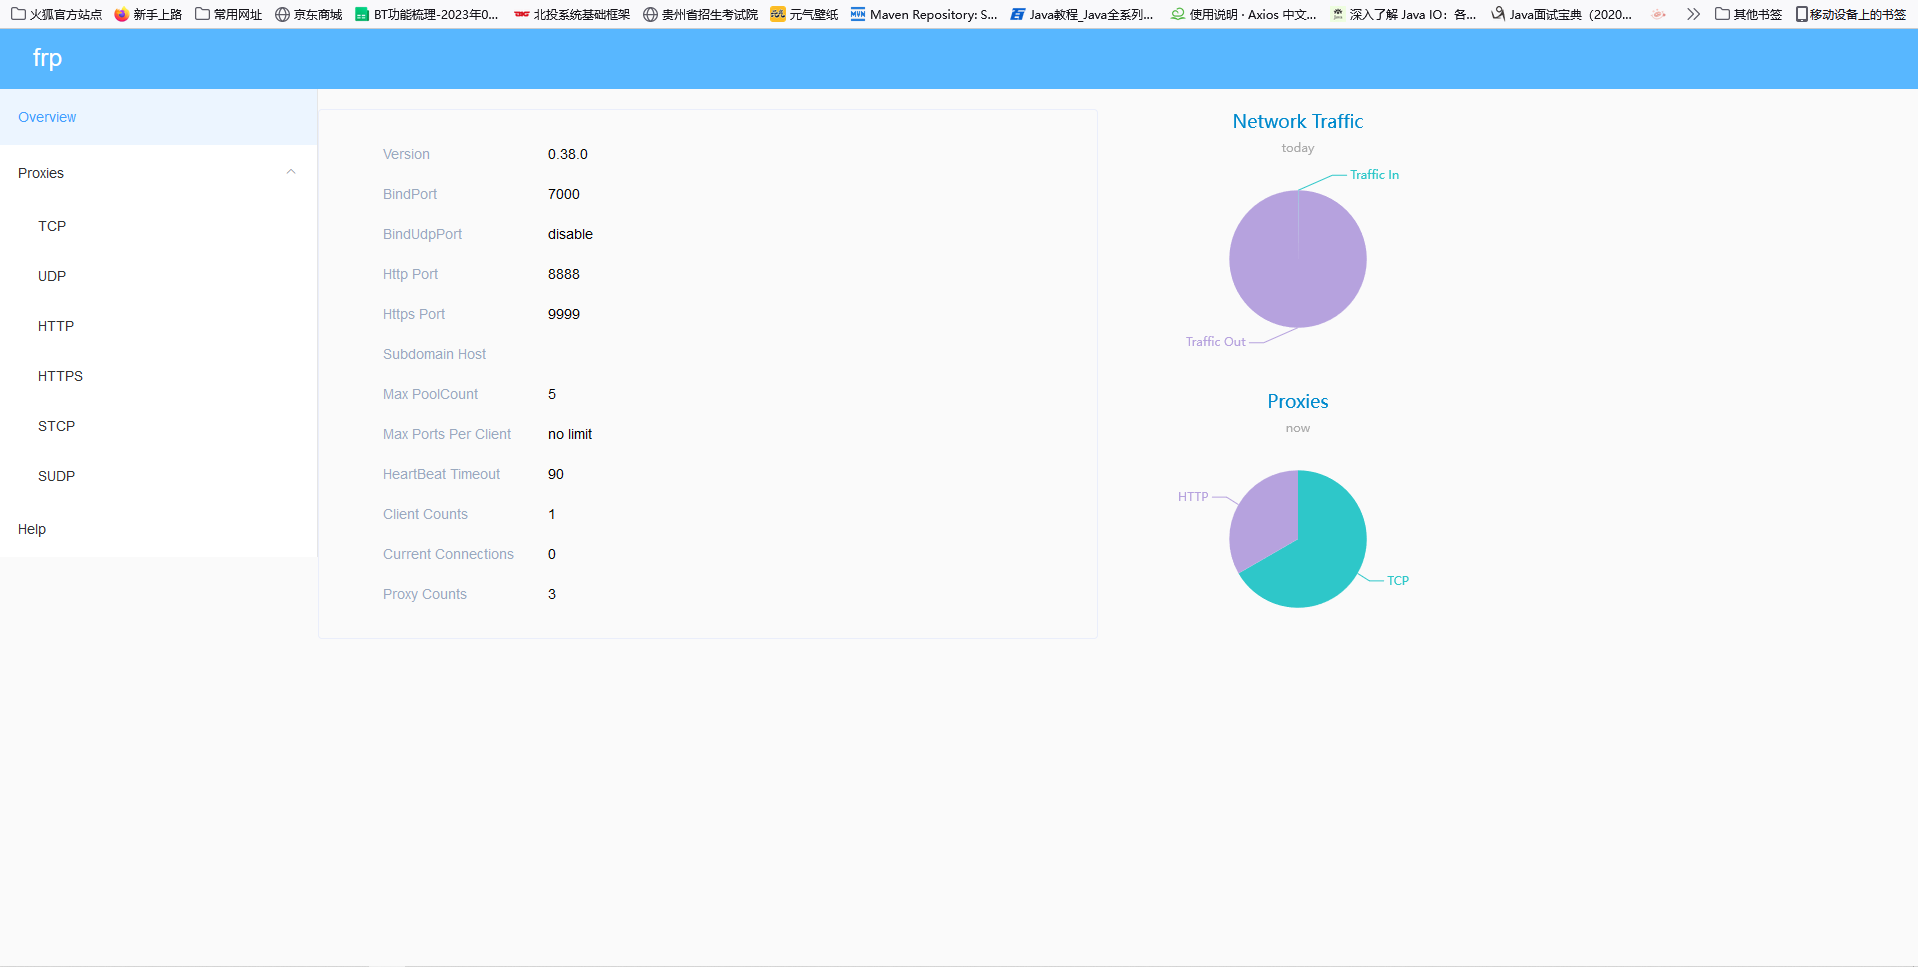 火狐官方站点 新手上路 常用网址 京东商城 BT功能梳理-2023年0... 北投系统基础框架 贵州省招生考试院 元气壁纸 Maven Repository: S... Java教程_Java全系列... 使用说明 · Axios 中文... 深入了解 Java IO：各... Java面试宝典（2020... 其他书签 移动设备上的书签
frp
Overview
Proxies
TCP
UDP
HTTP
HTTPS
STCP
SUDP
Help
Version 0.38.0
BindPort 7000
BindUdpPort disable
Http Port 8888
Https Port 9999
Subdomain Host
Max PoolCount 5
Max Ports Per Client no limit
HeartBeat Timeout 90
Client Counts 1
Current Connections 0
Proxy Counts 3
Network Traffic
today
Traffic In
Traffic Out
Proxies
now
HTTP
TCP